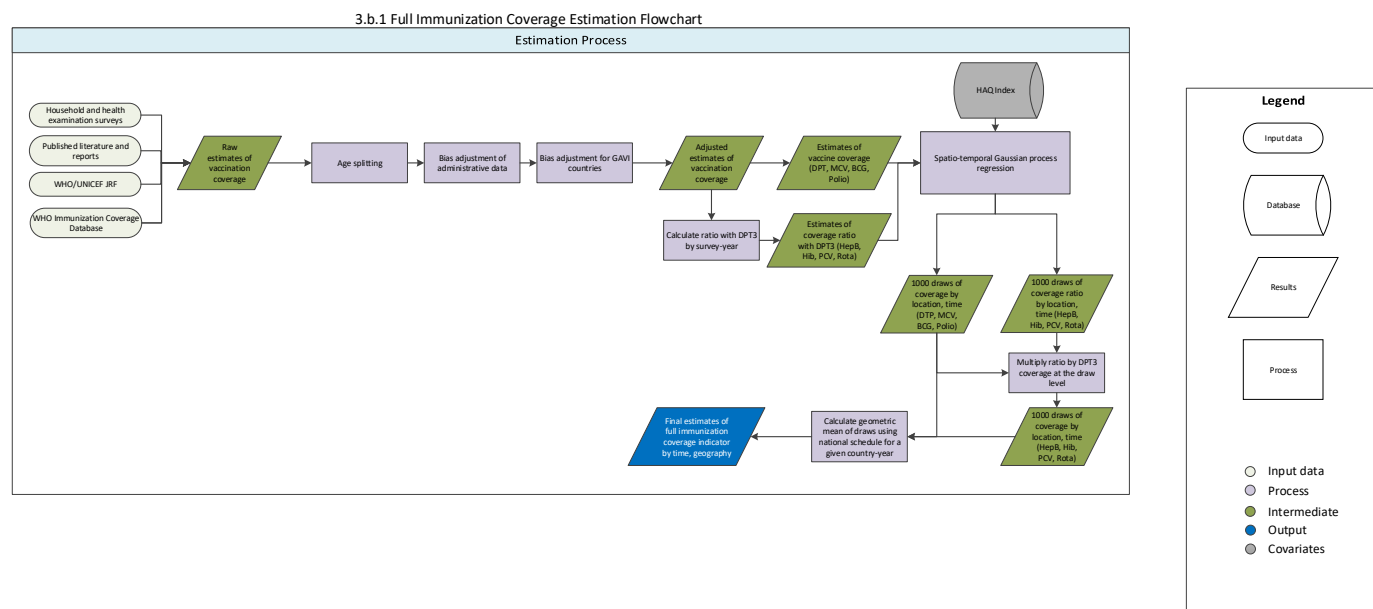 3.b.1 Full Immunization Coverage Estimation Flowchart
Estimation Process
Household and health
examination surveys
Published literature and
reports
WHO/UNICEF JRF
WHO Immunization Coverage
Database
Raw
estimates of
vaccination
coverage
Age splitting
Bias adjustment of
administrative data
Bias adjustment for GAVI
countries
Adjusted
estimates of
vaccination
coverage
Estimates of
vaccine coverage
(DPT, MCV, BCG,
Polio)
Calculate ratio with DPT3
by survey-year
Estimates of
coverage ratio
with DPT3 (HepB,
Hib, PCV, Rota)
HAQ Index
Spatio-temporal Gaussian process
regression
1000 draws of
coverage by
location, time
(DTP, MCV,
BCG, Polio)
1000 draws of
coverage ratio
by location,
time (HepB,
Hib, PCV, Rota)
Multiply ratio by DPT3
coverage at the draw
level
1000 draws of
coverage by
location, time
(HepB, Hib,
PCV, Rota)
Calculate geometric
mean of draws using
national schedule for a
given country-year
Final estimates of
full immunization
coverage indicator
by time, geography
Legend
Input data
Database
Results
Process
Input data
Process
Intermediate
Output
Covariates